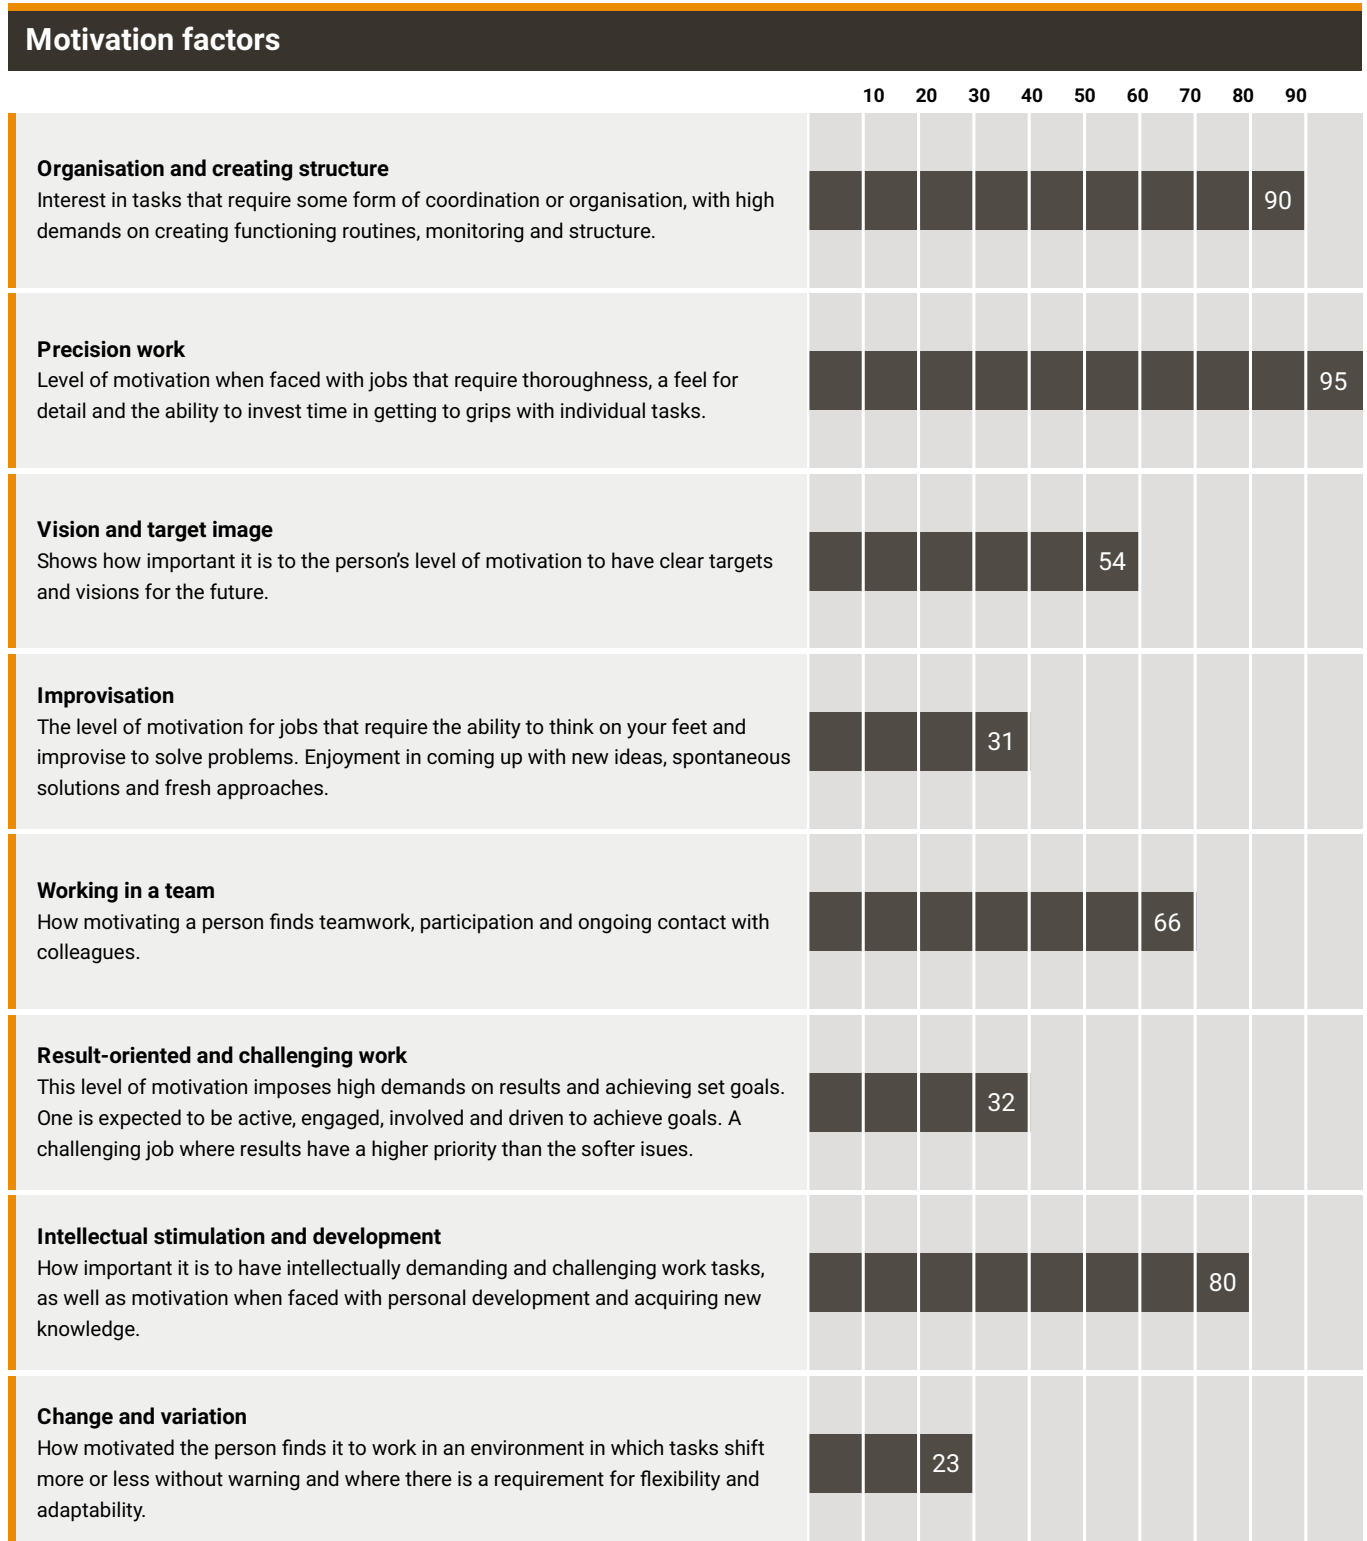 Motivation factors
10 20 30 40 50 60 70 80 90
Organisation and creating structure
Interest in tasks that require some form of coordination or organisation, with high
demands on creating functioning routines, monitoring and structure.
90
Precision work
Level of motivation when faced with jobs that require thoroughness, a feel for
detail and the ability to invest time in getting to grips with individual tasks.
95
Vision and target image
Shows how important it is to the person’s level of motivation to have clear targets
and visions for the future.
54
Improvisation
The level of motivation for jobs that require the ability to think on your feet and
improvise to solve problems. Enjoyment in coming up with new ideas, spontaneous
solutions and fresh approaches.
31
Working in a team
How motivating a person finds teamwork, participation and ongoing contact with
colleagues.
66
Result-oriented and challenging work
This level of motivation imposes high demands on results and achieving set goals.
One is expected to be active, engaged, involved and driven to achieve goals. A
challenging job where results have a higher priority than the softer isues.
32
Intellectual stimulation and development
How important it is to have intellectually demanding and challenging work tasks,
as well as motivation when faced with personal development and acquiring new
knowledge.
80
Change and variation
How motivated the person finds it to work in an environment in which tasks shift
more or less without warning and where there is a requirement for flexibility and
adaptability.
23